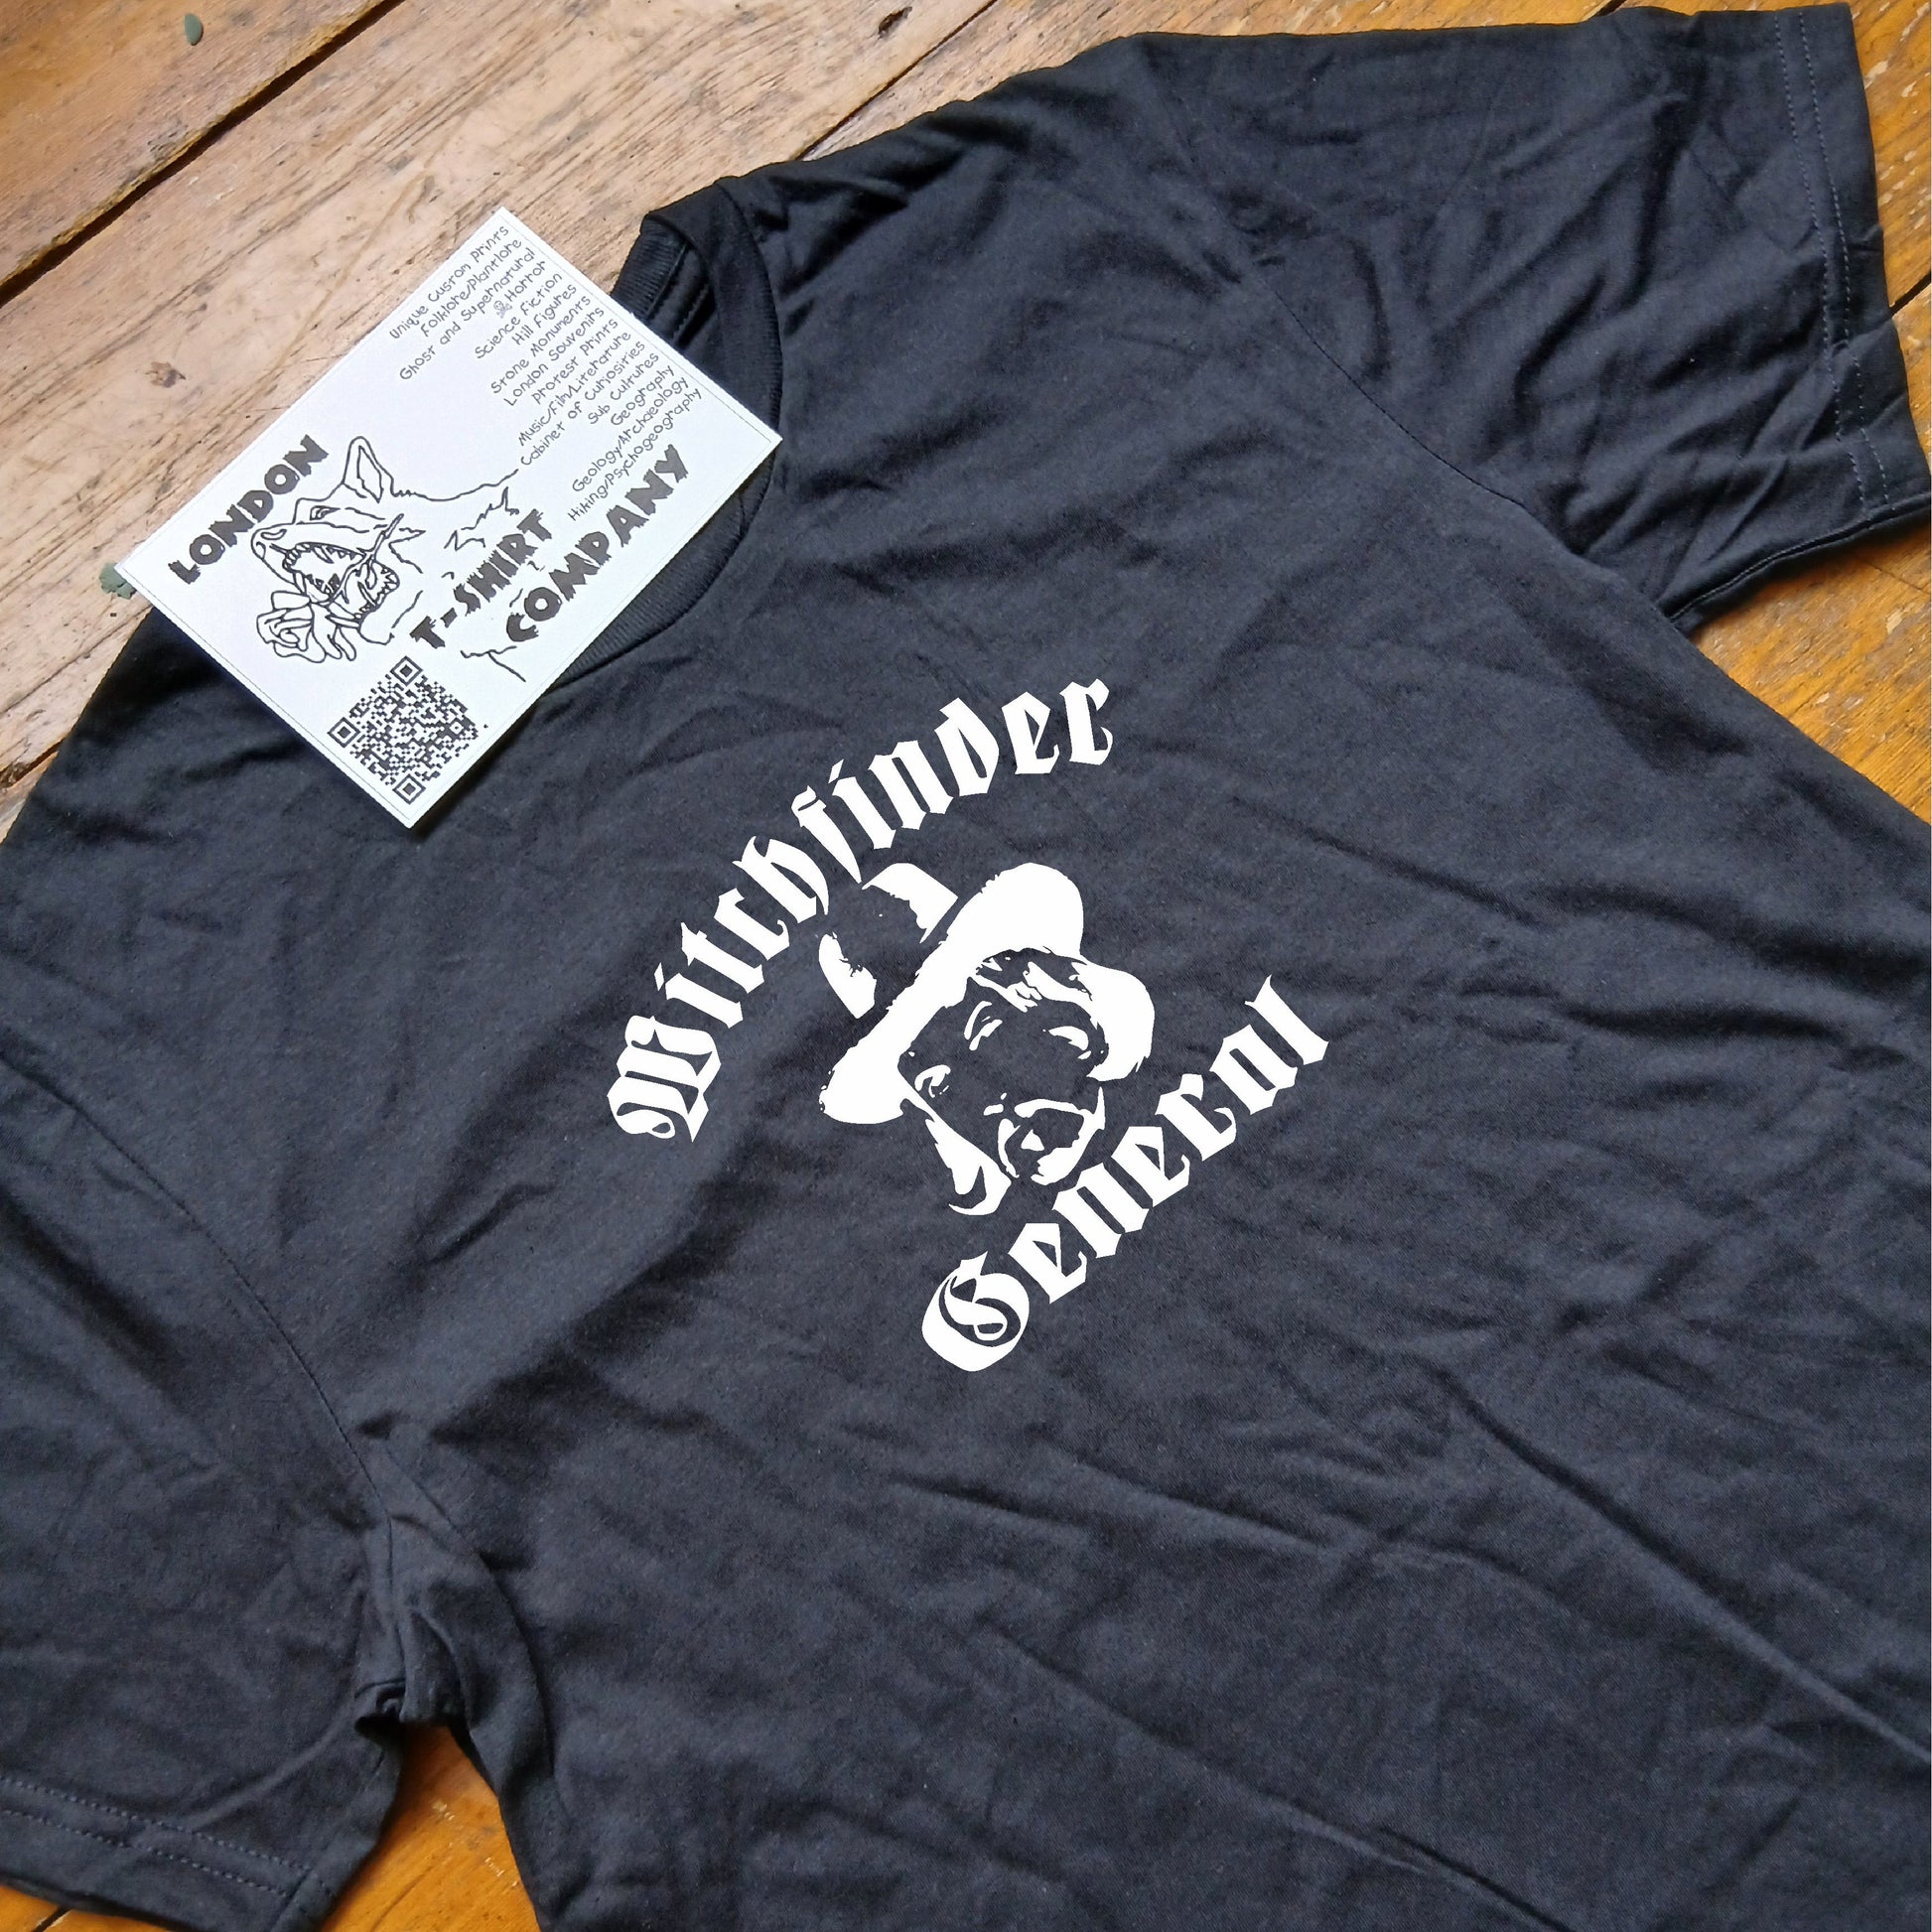 Unique Custom Prints
Folklore/Plantlore
Ghost and Supernatural
Horror
Science Fiction
Hill Figures
Stone Monuments
London Souvenirs
Protest Prints
Music/Film/Literature
Cabinet of Curiosities
Sub Cultures
Geography
Geology/Archaeology
Hiking/Psychogeography
LONDON
T-SHIRT
COMPANY
Witchfinder
General